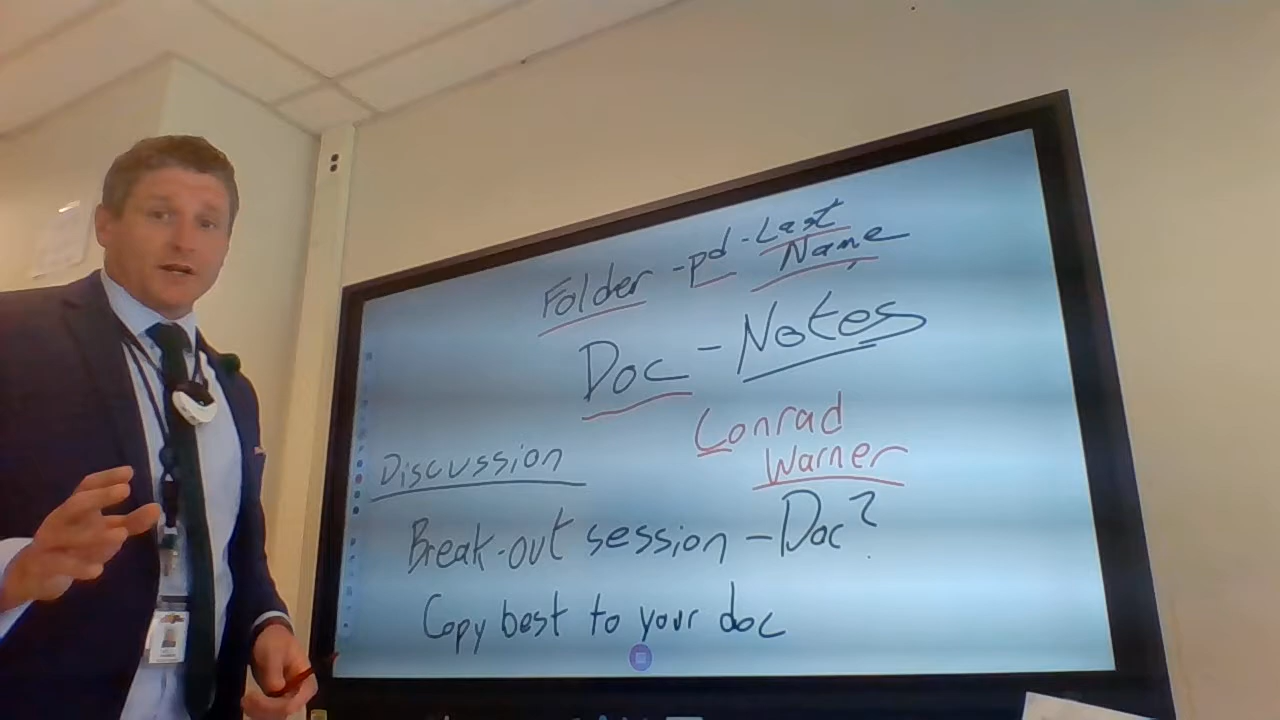 Folder - pd - Last
Name
Doc - Notes
Conrad
Warner
Discussion
Break-out session - Doc?
Copy best to your doc